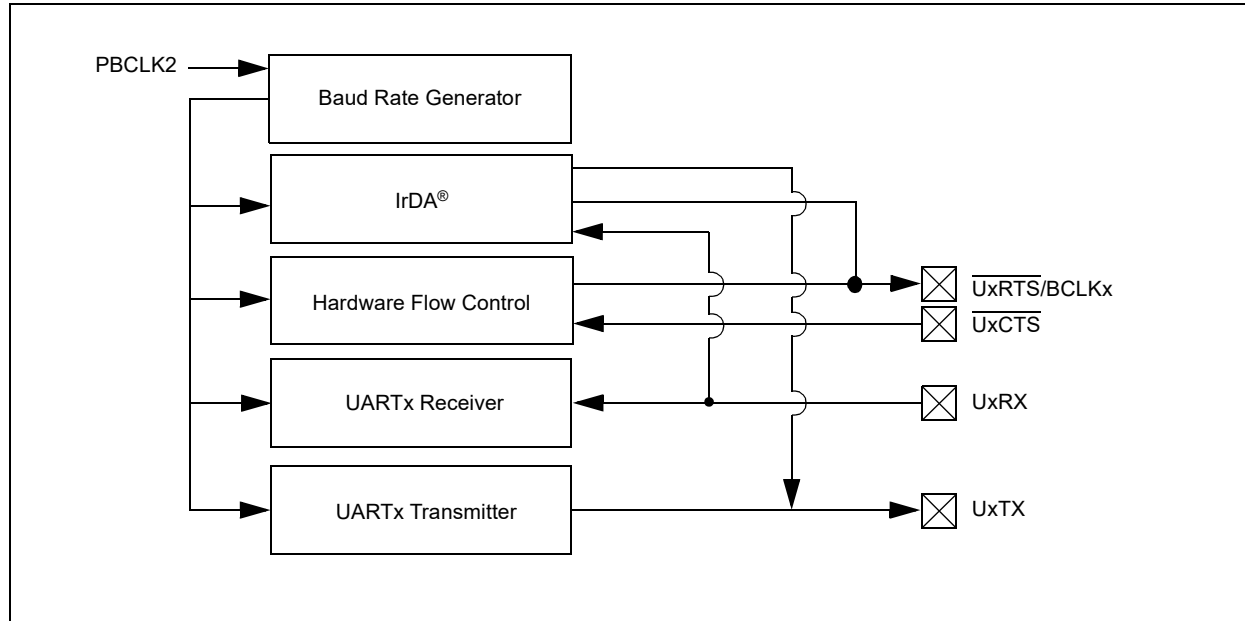 PBCLK2
Baud Rate Generator
IrDA®
Hardware Flow Control
UxRTS/BCLKx
UxCTS
UARTx Receiver
UxRX
UARTx Transmitter
UxTX